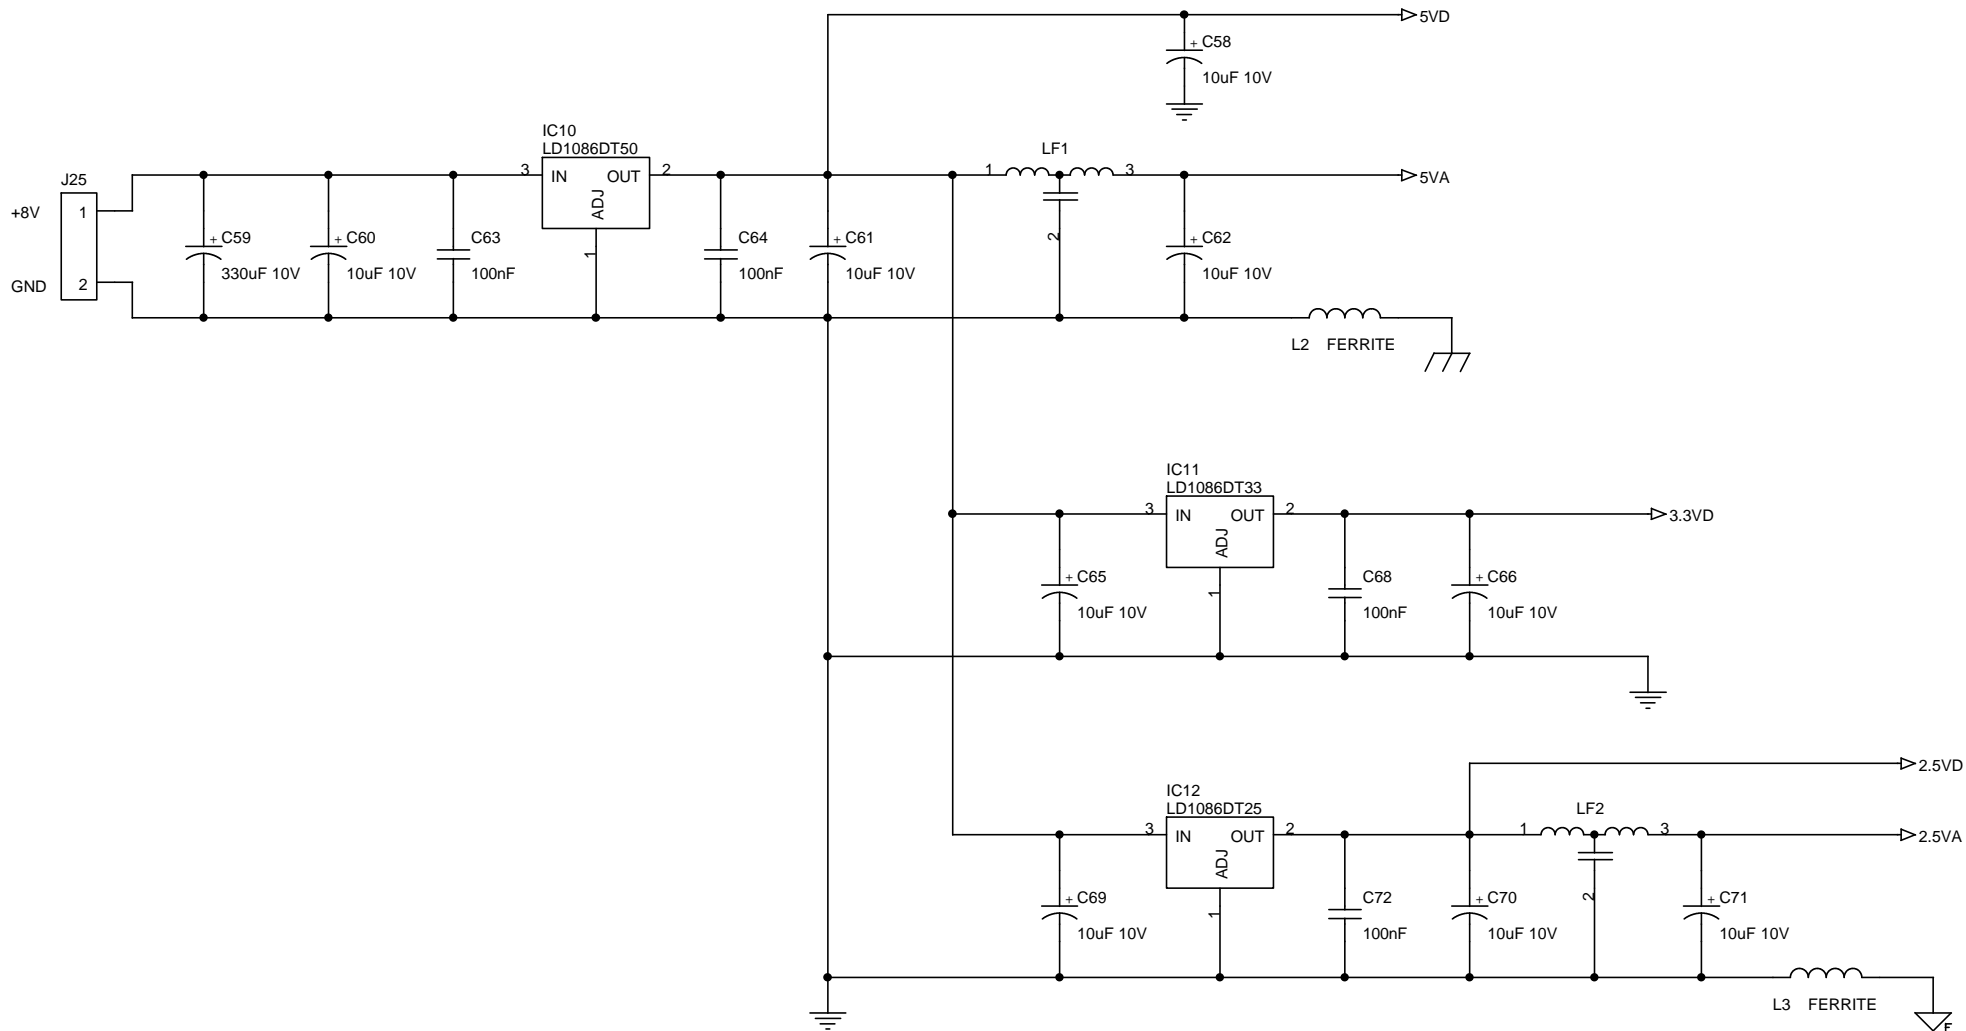 5VD
+ C58
10uF 10V
IC10
LD1086DT50
3 IN OUT 2
ADJ
1
LF1
1 3
2
5VA
J25
+8V 1
GND 2
+ C59
330uF 10V
+ C60
10uF 10V
C63
100nF
C64
100nF
+ C61
10uF 10V
+ C62
10uF 10V
L2 FERRITE
IC11
LD1086DT33
3 IN OUT 2
ADJ
1
3.3VD
+ C65
10uF 10V
C68
100nF
+ C66
10uF 10V
2.5VD
IC12
LD1086DT25
3 IN OUT 2
ADJ
1
LF2
1 3
2
2.5VA
+ C69
10uF 10V
C72
100nF
+ C70
10uF 10V
+ C71
10uF 10V
L3 FERRITE